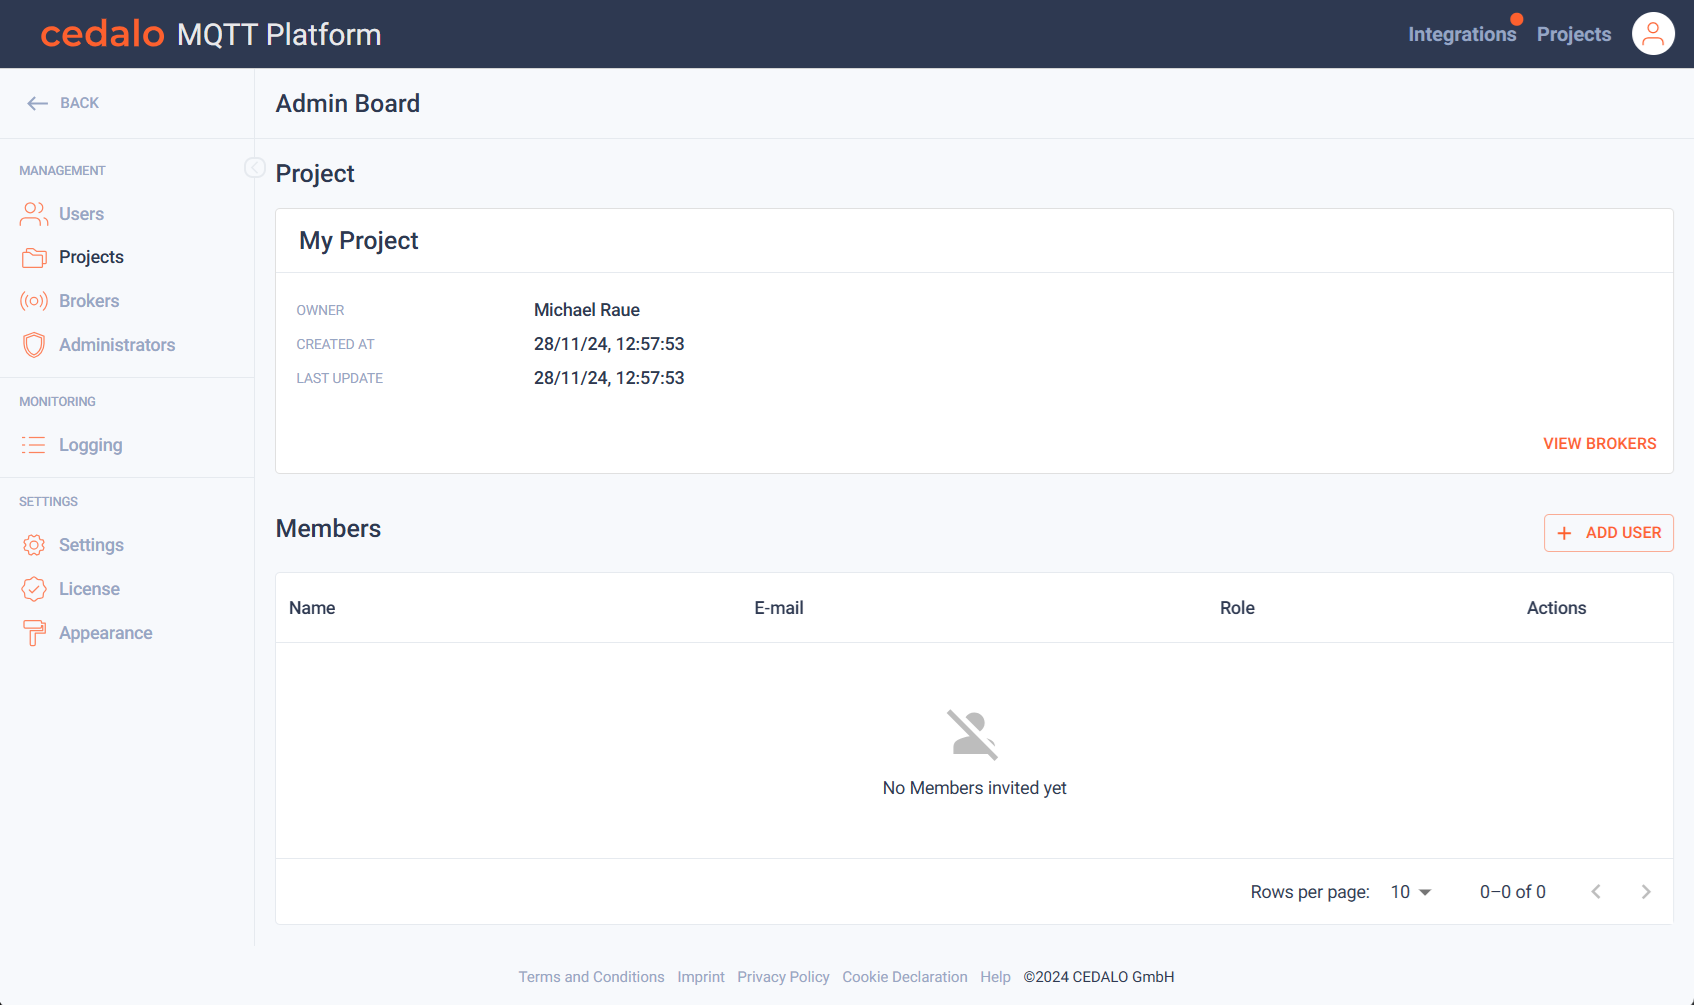 cedalo MQTT Platform
Integrations Projects
BACK
Admin Board
MANAGEMENT
Users
Projects
Brokers
Administrators
MONITORING
Logging
SETTINGS
Settings
License
Appearance
Project
My Project
OWNER Michael Raue
CREATED AT 28/11/24, 12:57:53
LAST UPDATE 28/11/24, 12:57:53
VIEW BROKERS
Members
+ ADD USER
Name E-mail Role Actions
No Members invited yet
Rows per page: 10 0–0 of 0
Terms and Conditions Imprint Privacy Policy Cookie Declaration Help ©2024 CEDALO GmbH